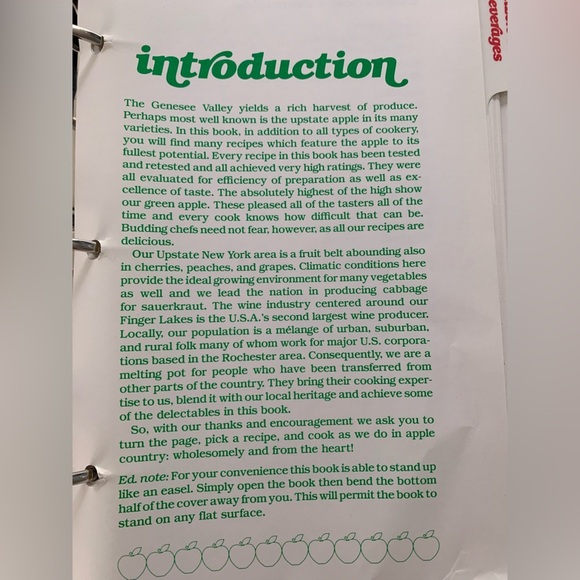 everages
introduction
The Genesee Valley yields a rich harvest of produce.
Perhaps most well known is the upstate apple in its many
varieties. In this book, in addition to all types of cookery,
you will find many recipes which feature the apple to its
fullest potential. Every recipe in this book has been tested
and retested and all achieved very high ratings. They were
all evaluated for efficiency of preparation as well as ex-
cellence of taste. The absolutely highest of the high show
our green apple. These pleased all of the tasters all of the
time and every cook knows how difficult that can be.
Budding chefs need not fear, however, as all our recipes are
delicious.
Our Upstate New York area is a fruit belt abounding also
in cherries, peaches, and grapes. Climatic conditions here
provide the ideal growing environment for many vegetables
as well and we lead the nation in producing cabbage
for sauerkraut. The wine industry centered around our
Finger Lakes is the U.S.A.'s second largest wine producer.
Locally, our population is a mélange of urban, suburban,
and rural folk many of whom work for major U.S. corpora-
tions based in the Rochester area. Consequently, we are a
melting pot for people who have been transferred from
other parts of the country. They bring their cooking exper-
tise to us, blend it with our local heritage and achieve some
of the delectables in this book.
So, with our thanks and encouragement we ask you to
turn the page, pick a recipe, and cook as we do in apple
country: wholesomely and from the heart!
Ed. note: For your convenience this book is able to stand up
like an easel. Simply open the book then bend the bottom
half of the cover away from you. This will permit the book to
stand on any flat surface.